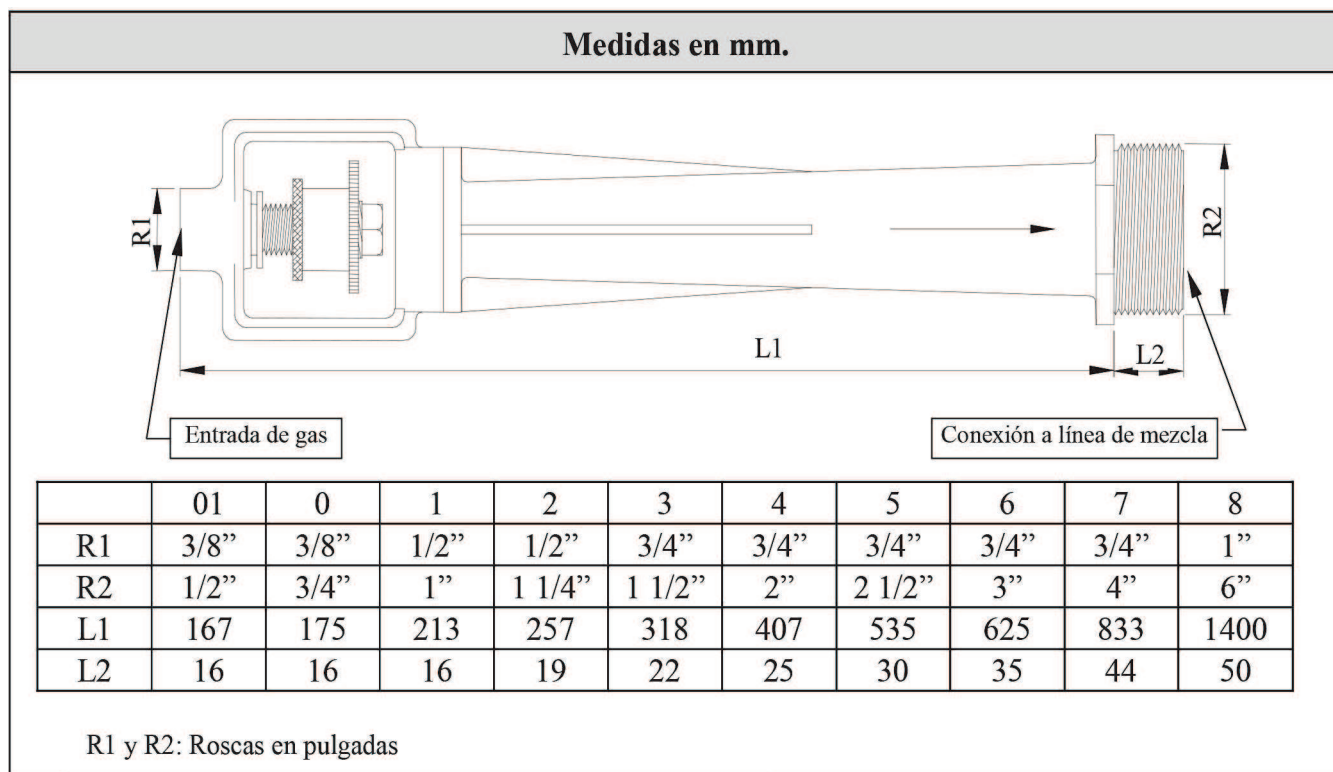 Medidas en mm.
R1
R2
L1
L2
Entrada de gas
Conexión a línea de mezcla
01 0 1 2 3 4 5 6 7 8
R1 3/8” 3/8” 1/2” 1/2” 3/4” 3/4” 3/4” 3/4” 3/4” 1”
R2 1/2” 3/4” 1” 1 1/4” 1 1/2” 2” 2 1/2” 3” 4” 6”
L1 167 175 213 257 318 407 535 625 833 1400
L2 16 16 16 19 22 25 30 35 44 50
R1 y R2: Roscas en pulgadas